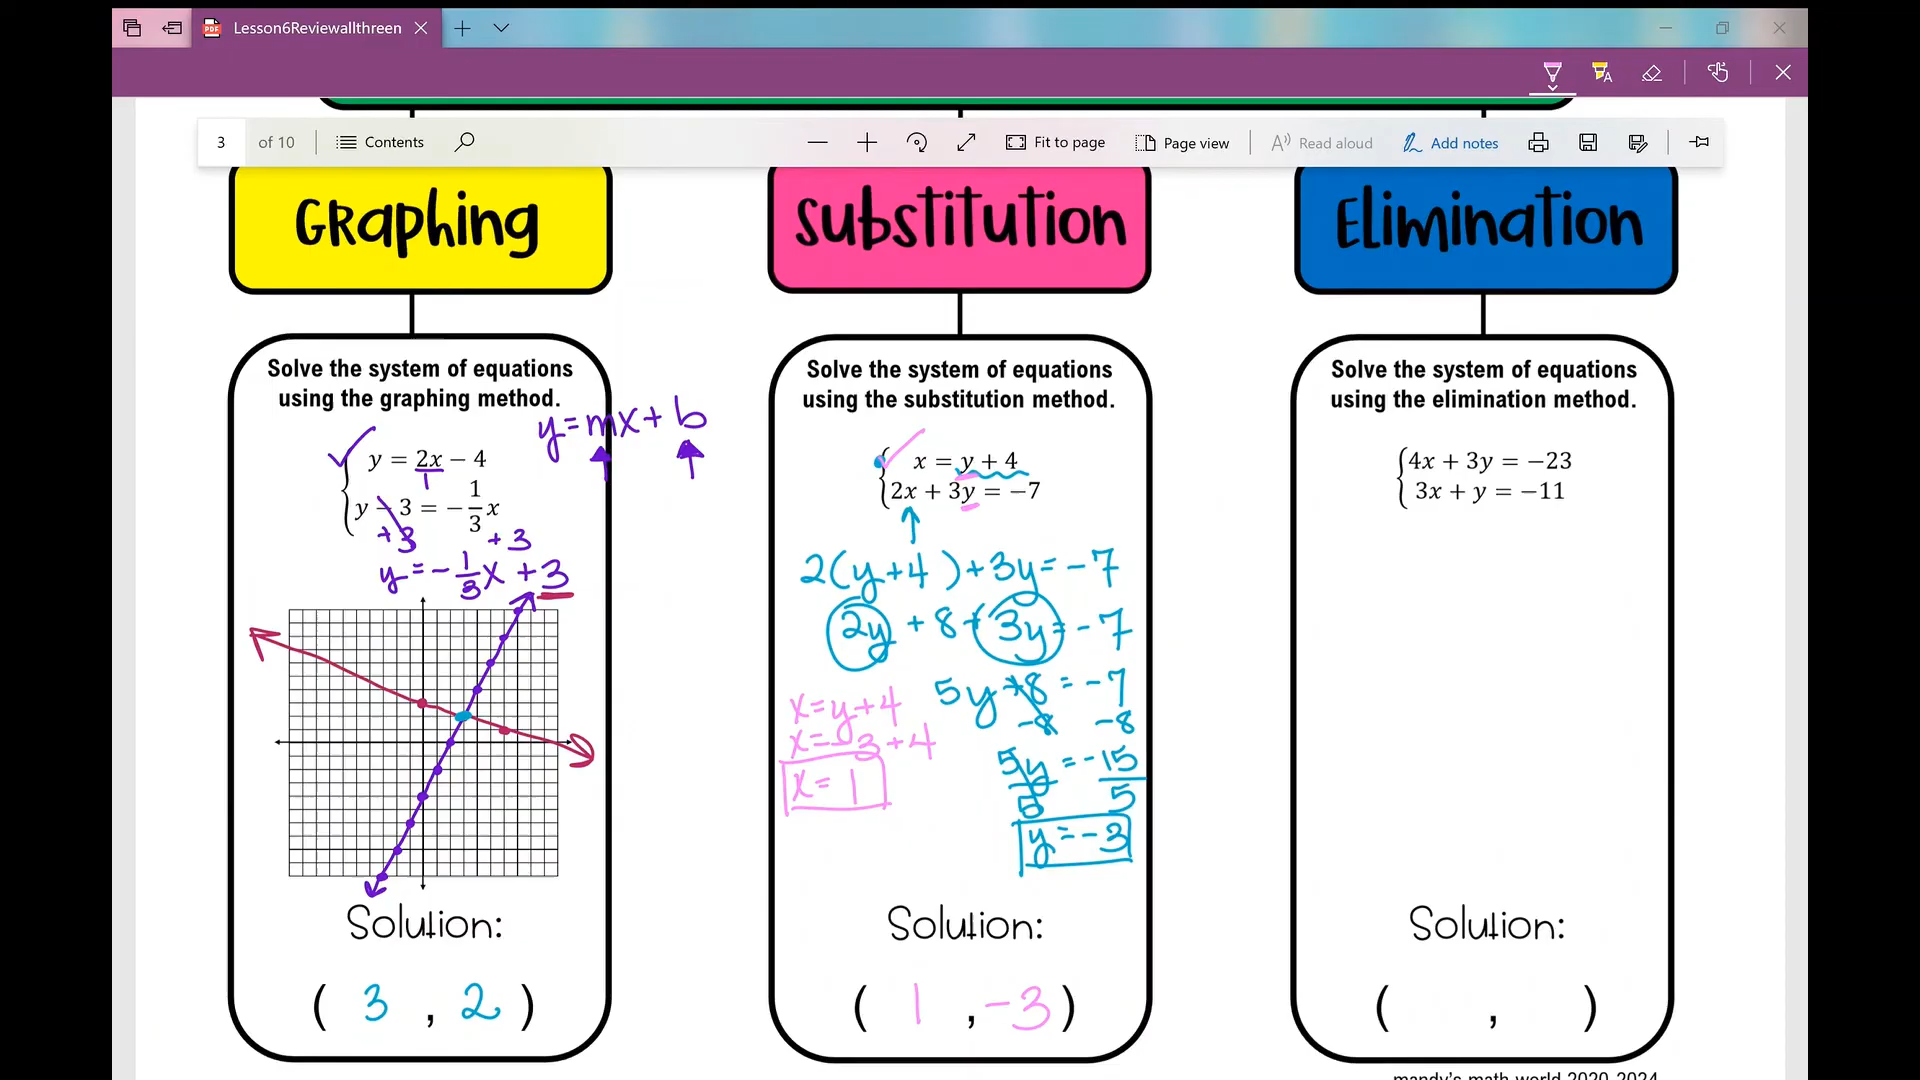 Lesson6Reviewallthreen
3 of 10
Contents
Fit to page
Page view
Read aloud
Add notes
Graphing
Substitution
Elimination
Solve the system of equations
using the graphing method.
y = mx + b
y = 2x − 4
1
y − 3 = −1/3 x
+3 +3
y = −1/3 x + 3
Solution:
( 3 , 2 )
Solve the system of equations
using the substitution method.
x = y + 4
2x + 3y = −7
2(y+4) + 3y = −7
2y + 8 + 3y = −7
5y + 8 = −7
−8 −8
5y = −15
5 5
y = −3
x = y + 4
x = −3 + 4
x = 1
Solution:
( 1 , −3 )
Solve the system of equations
using the elimination method.
4x + 3y = −23
3x + y = −11
Solution:
( , )
mandy's math world 2020-2024